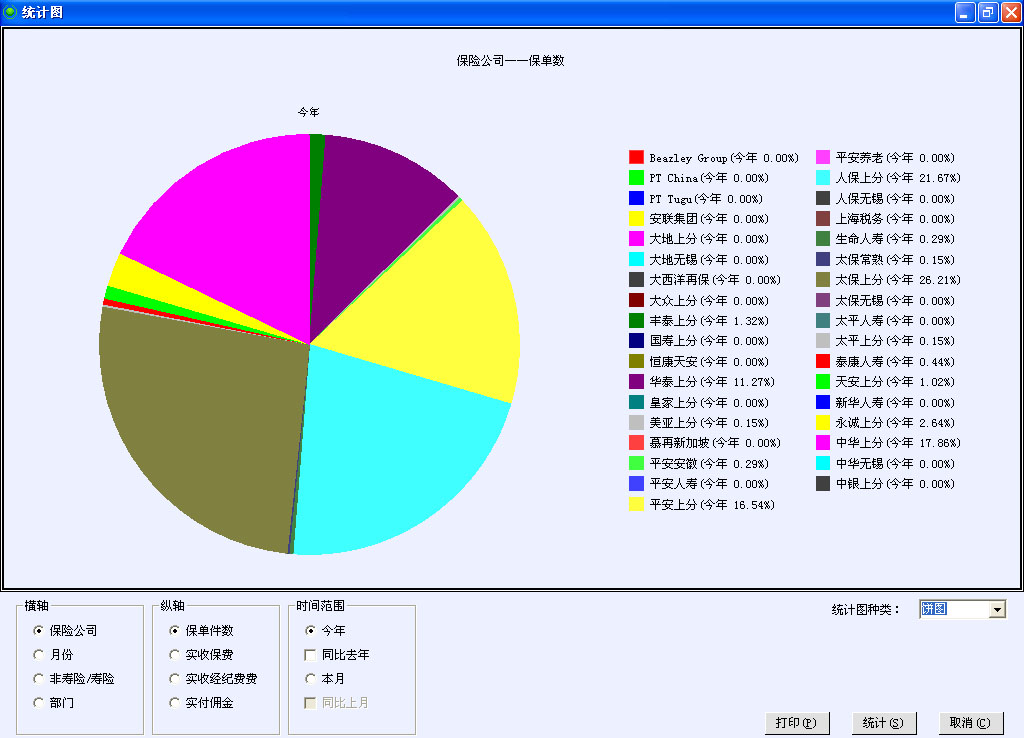 统计图
保险公司——保单数
今年
Beazley Group(今年 0.00%)
PT China(今年 0.00%)
PT Tugu(今年 0.00%)
安联集团(今年 0.00%)
大地上分(今年 0.00%)
大地无锡(今年 0.00%)
大西洋再保(今年 0.00%)
大众上分(今年 0.00%)
丰泰上分(今年 1.32%)
国寿上分(今年 0.00%)
恒康天安(今年 0.00%)
华泰上分(今年 11.27%)
皇家上分(今年 0.00%)
美亚上分(今年 0.15%)
慕再新加坡(今年 0.00%)
平安安徽(今年 0.29%)
平安人寿(今年 0.00%)
平安上分(今年 16.54%)
平安养老(今年 0.00%)
人保上分(今年 21.67%)
人保无锡(今年 0.00%)
上海税务(今年 0.00%)
生命人寿(今年 0.29%)
太保常熟(今年 0.15%)
太保上分(今年 26.21%)
太保无锡(今年 0.00%)
太平人寿(今年 0.00%)
太平上分(今年 0.15%)
泰康人寿(今年 0.44%)
天安上分(今年 1.02%)
新华人寿(今年 0.00%)
永诚上分(今年 2.64%)
中华上分(今年 17.86%)
中华无锡(今年 0.00%)
中银上分(今年 0.00%)
横轴
保险公司
月份
非寿险/寿险
部门
纵轴
保单件数
实收保费
实收经纪费费
实付佣金
时间范围
今年
同比去年
本月
同比上月
统计图种类：
饼图
打印(P)
统计(S)
取消(C)